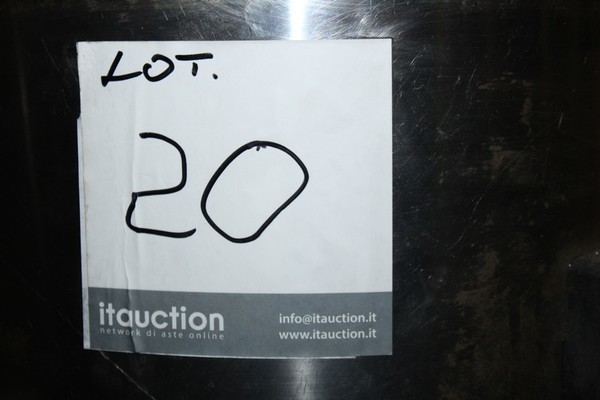 LOT.
20
itauction
network di aste online
info@itauction.it
www.itauction.it